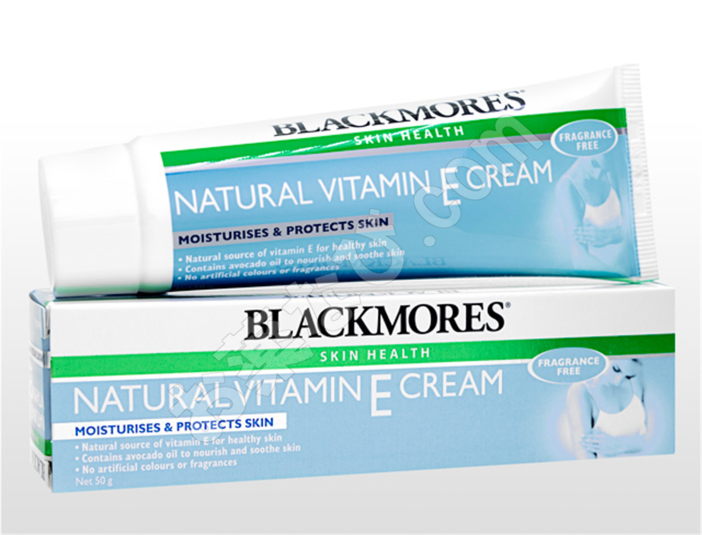 BLACKMORES®
SKIN HEALTH
FRAGRANCE
FREE
NATURAL VITAMIN E CREAM
MOISTURISES & PROTECTS SKIN
• Natural source of vitamin E for healthy skin
• Contains avocado oil to nourish and soothe skin
• No artificial colours or fragrances
BLACKMORES®
SKIN HEALTH
FRAGRANCE
FREE
NATURAL VITAMIN E CREAM
MOISTURISES & PROTECTS SKIN
• Natural source of vitamin E for healthy skin
• Contains avocado oil to nourish and soothe skin
• No artificial colours or fragrances
Net 50 g
.com